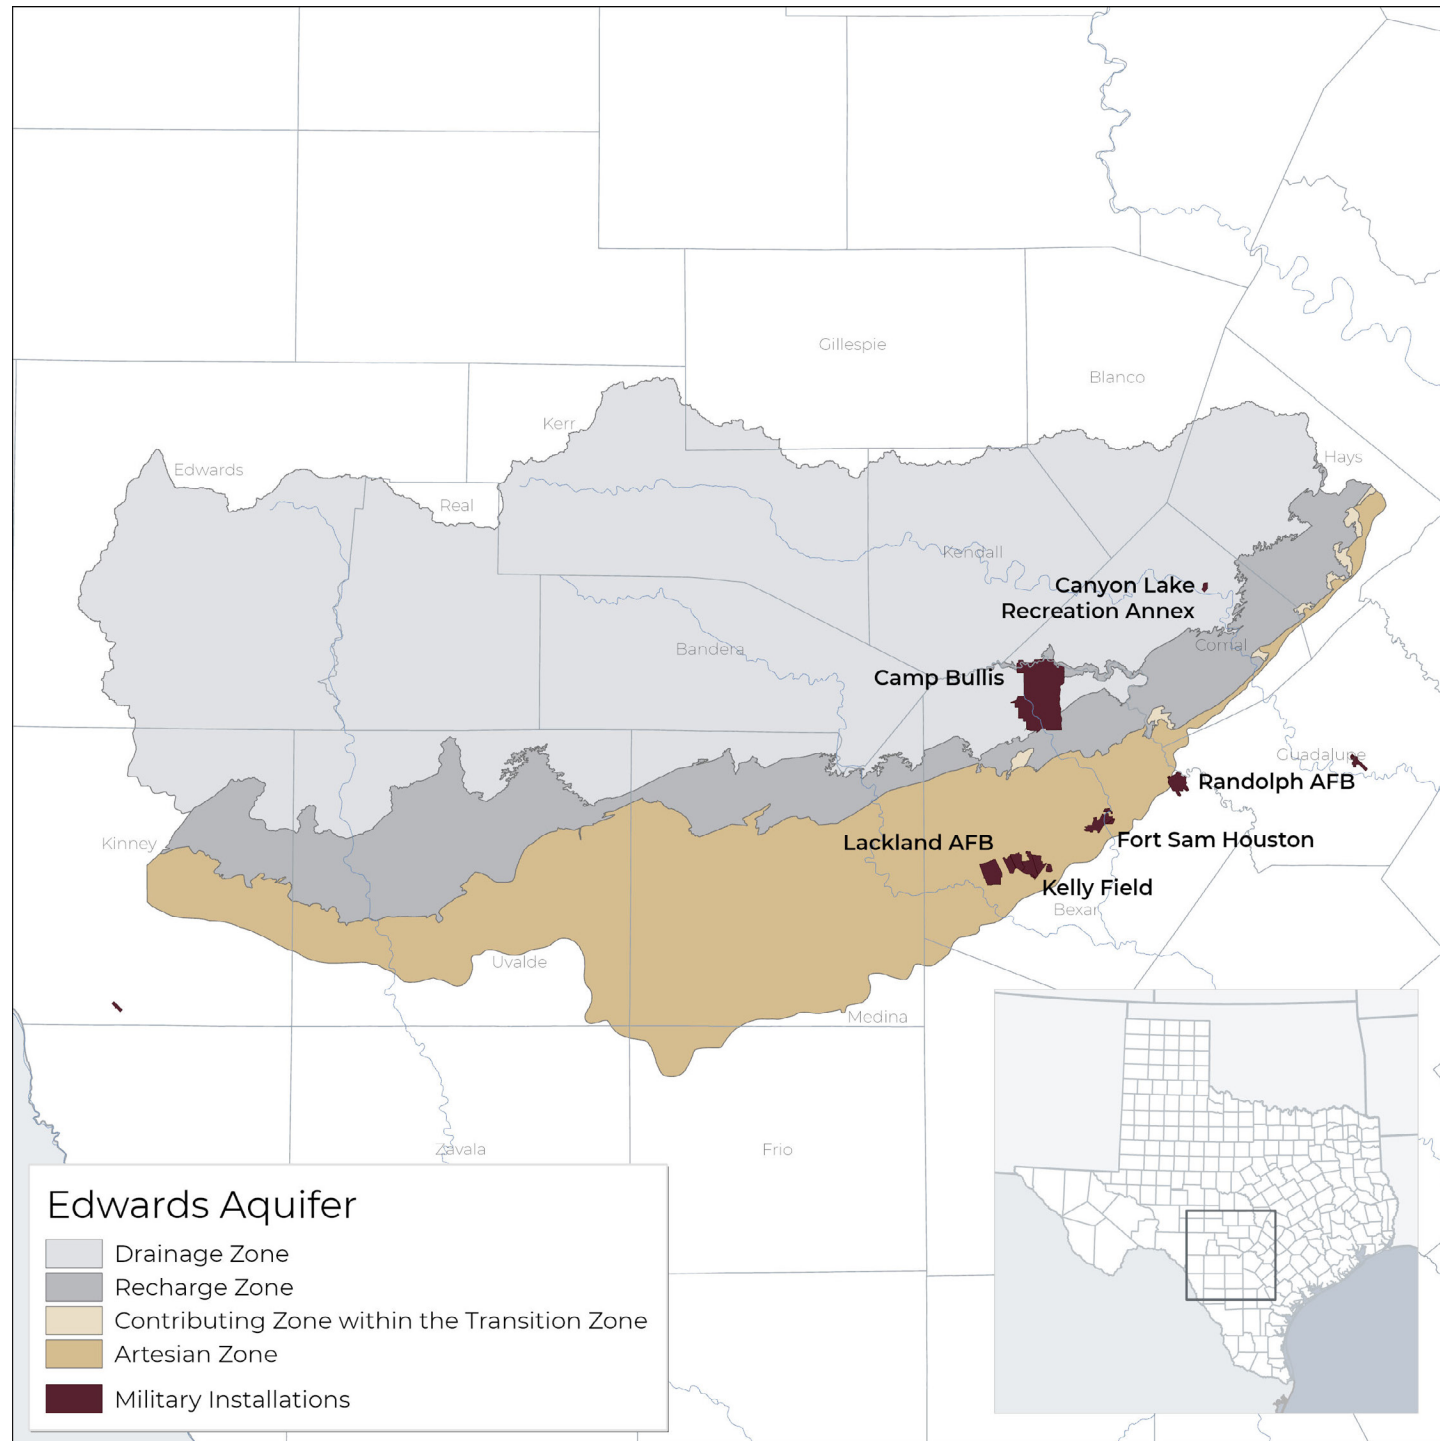 Gillespie
Blanco
Kerr
Hays
Edwards
Real
Kendall
Canyon Lake
Recreation Annex
Comal
Bandera
Camp Bullis
Guadalupe
Randolph AFB
Kinney
Lackland AFB
Fort Sam Houston
Kelly Field
Bexar
Uvalde
Medina
Zavala
Frio
Edwards Aquifer
Drainage Zone
Recharge Zone
Contributing Zone within the Transition Zone
Artesian Zone
Military Installations